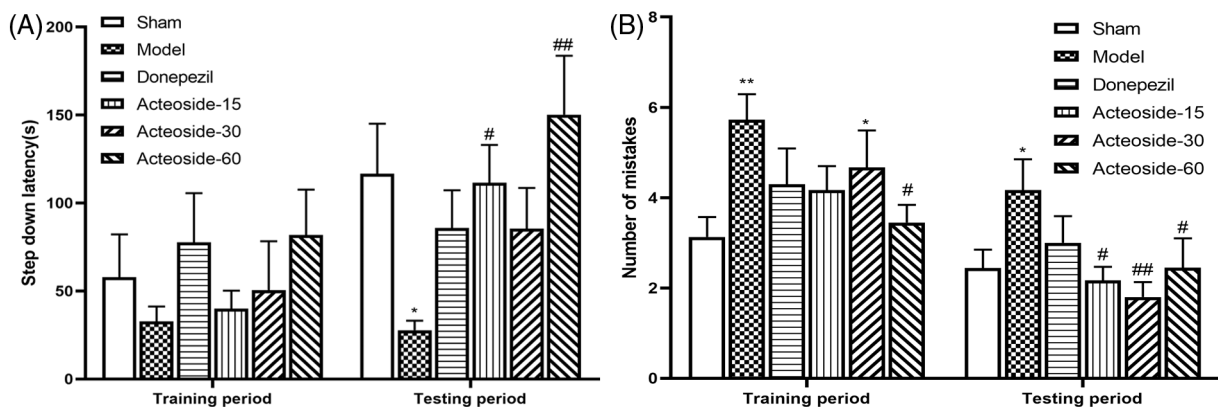 (A)
Step down latency(s)
200
150
100
50
0
Sham
Model
Donepezil
Acteoside-15
Acteoside-30
Acteoside-60
*
#
##
Training period
Testing period
(B)
Number of mistakes
8
6
4
2
0
Sham
Model
Donepezil
Acteoside-15
Acteoside-30
Acteoside-60
**
*
#
*
#
##
#
Training period
Testing period